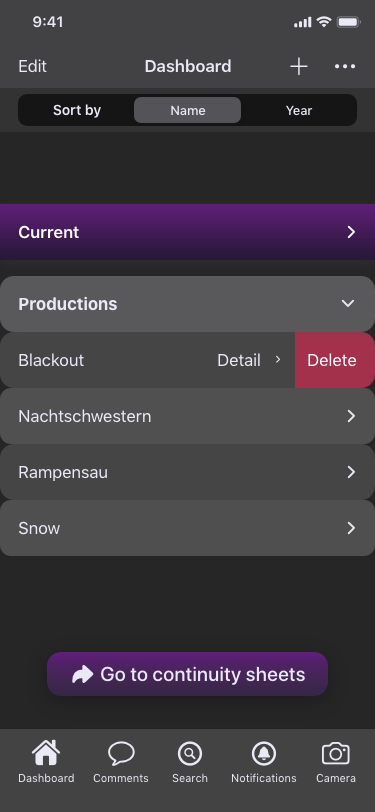 9:41
Edit Dashboard
Sort by Name Year
Current
Productions
Blackout Detail Delete
Nachtschwestern
Rampensau
Snow
Go to continuity sheets
Dashboard Comments Search Notifications Camera